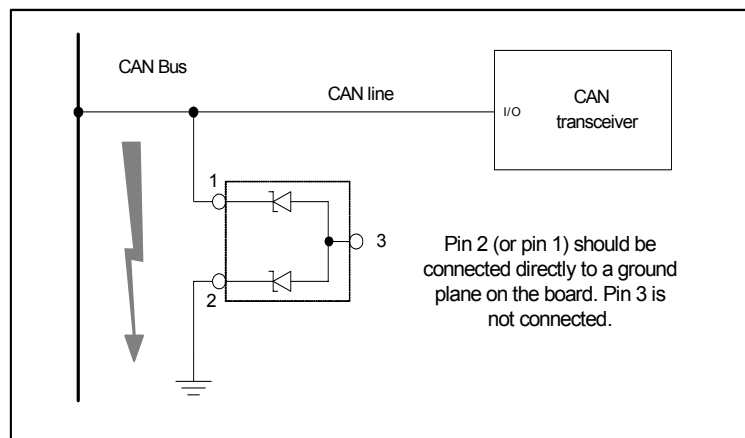 CAN Bus
CAN line
I/O
CAN
transceiver
1
3
2
Pin 2 (or pin 1) should be
connected directly to a ground
plane on the board. Pin 3 is
not connected.